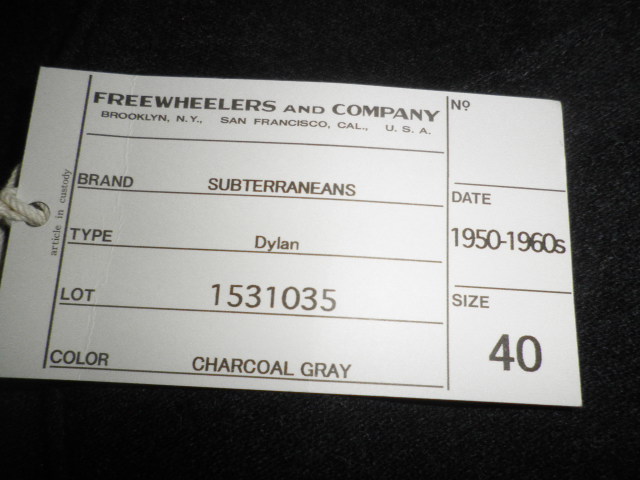 FREEWHEELERS AND COMPANY
BROOKLYN, N.Y., SAN FRANCISCO, CAL., U.S.A.
BRAND SUBTERRANEANS
TYPE Dylan
LOT 1531035
COLOR CHARCOAL GRAY
Nº
DATE
1950-1960s
SIZE
40
article in custody